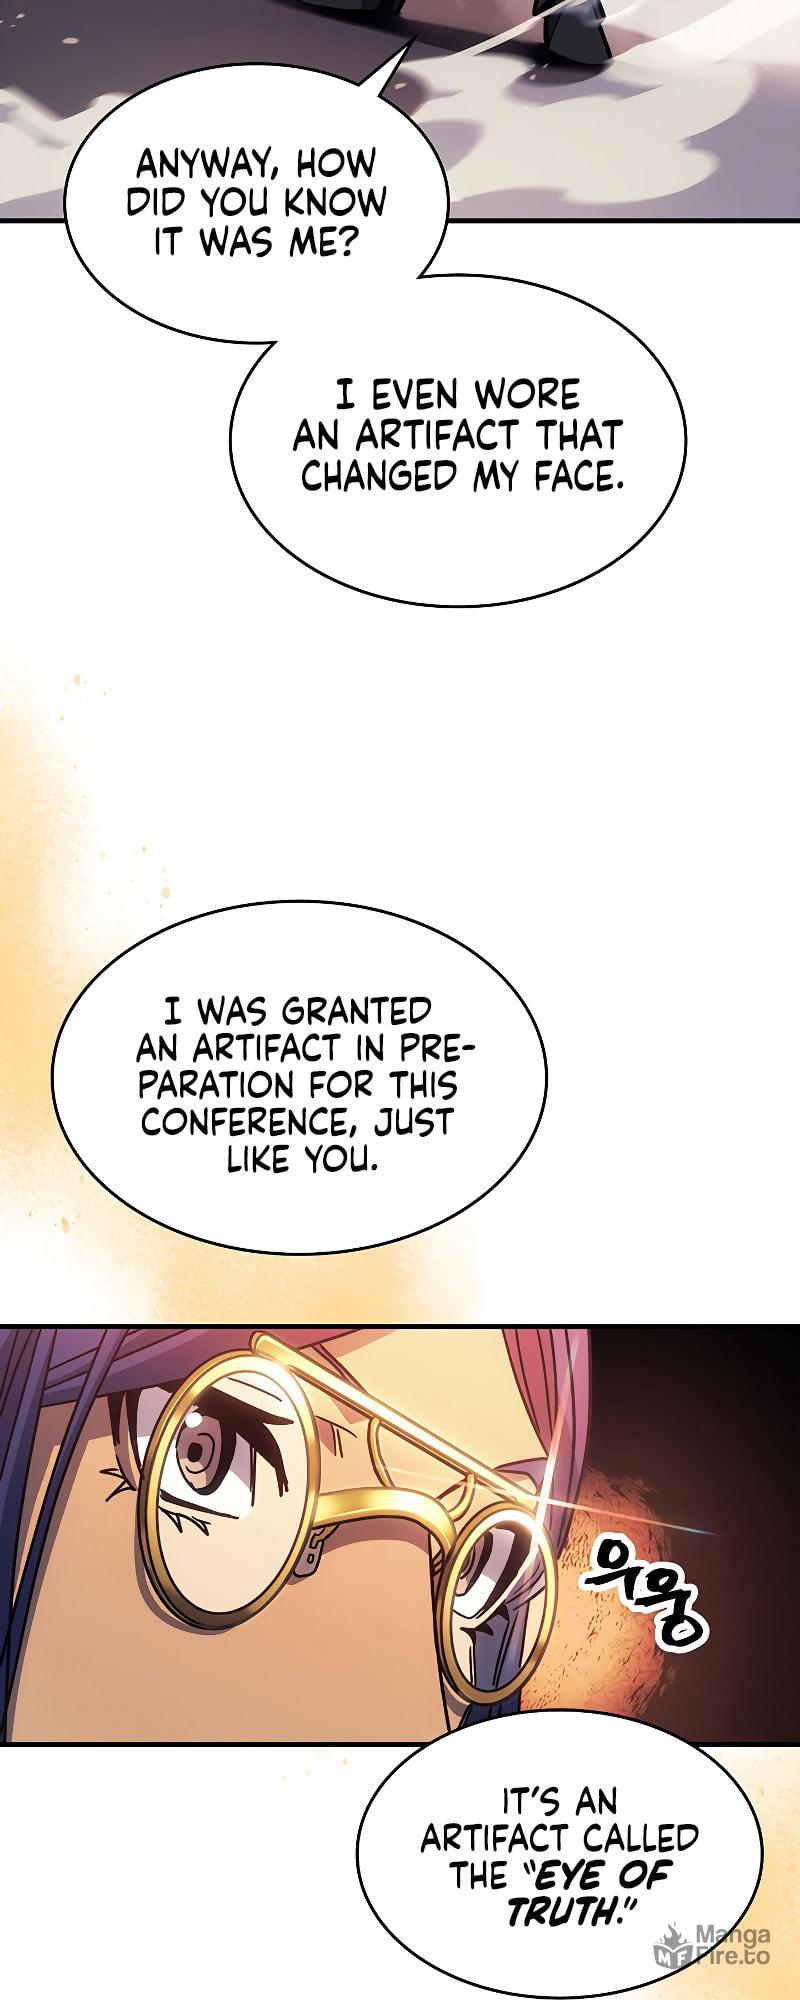 ANYWAY, HOW
DID YOU KNOW
IT WAS ME?
I EVEN WORE
AN ARTIFACT THAT
CHANGED MY FACE.
I WAS GRANTED
AN ARTIFACT IN PRE-
PARATION FOR THIS
CONFERENCE, JUST
LIKE YOU.
우웅
IT'S AN
ARTIFACT CALLED
THE "EYE OF
TRUTH."
MF
Manga
Fire.to